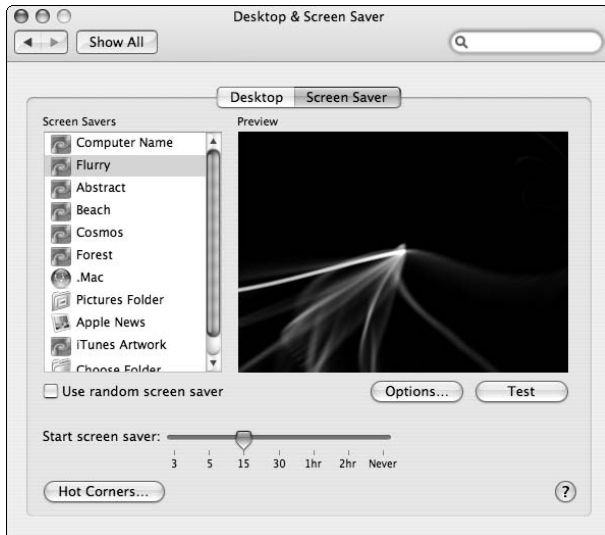 Desktop & Screen Saver
Show All
Desktop Screen Saver
Screen Savers Preview
Computer Name
Flurry
Abstract
Beach
Cosmos
Forest
.Mac
Pictures Folder
Apple News
iTunes Artwork
Choose Folder
Use random screen saver Options... Test
Start screen saver:
3 5 15 30 1hr 2hr Never
Hot Corners... ?